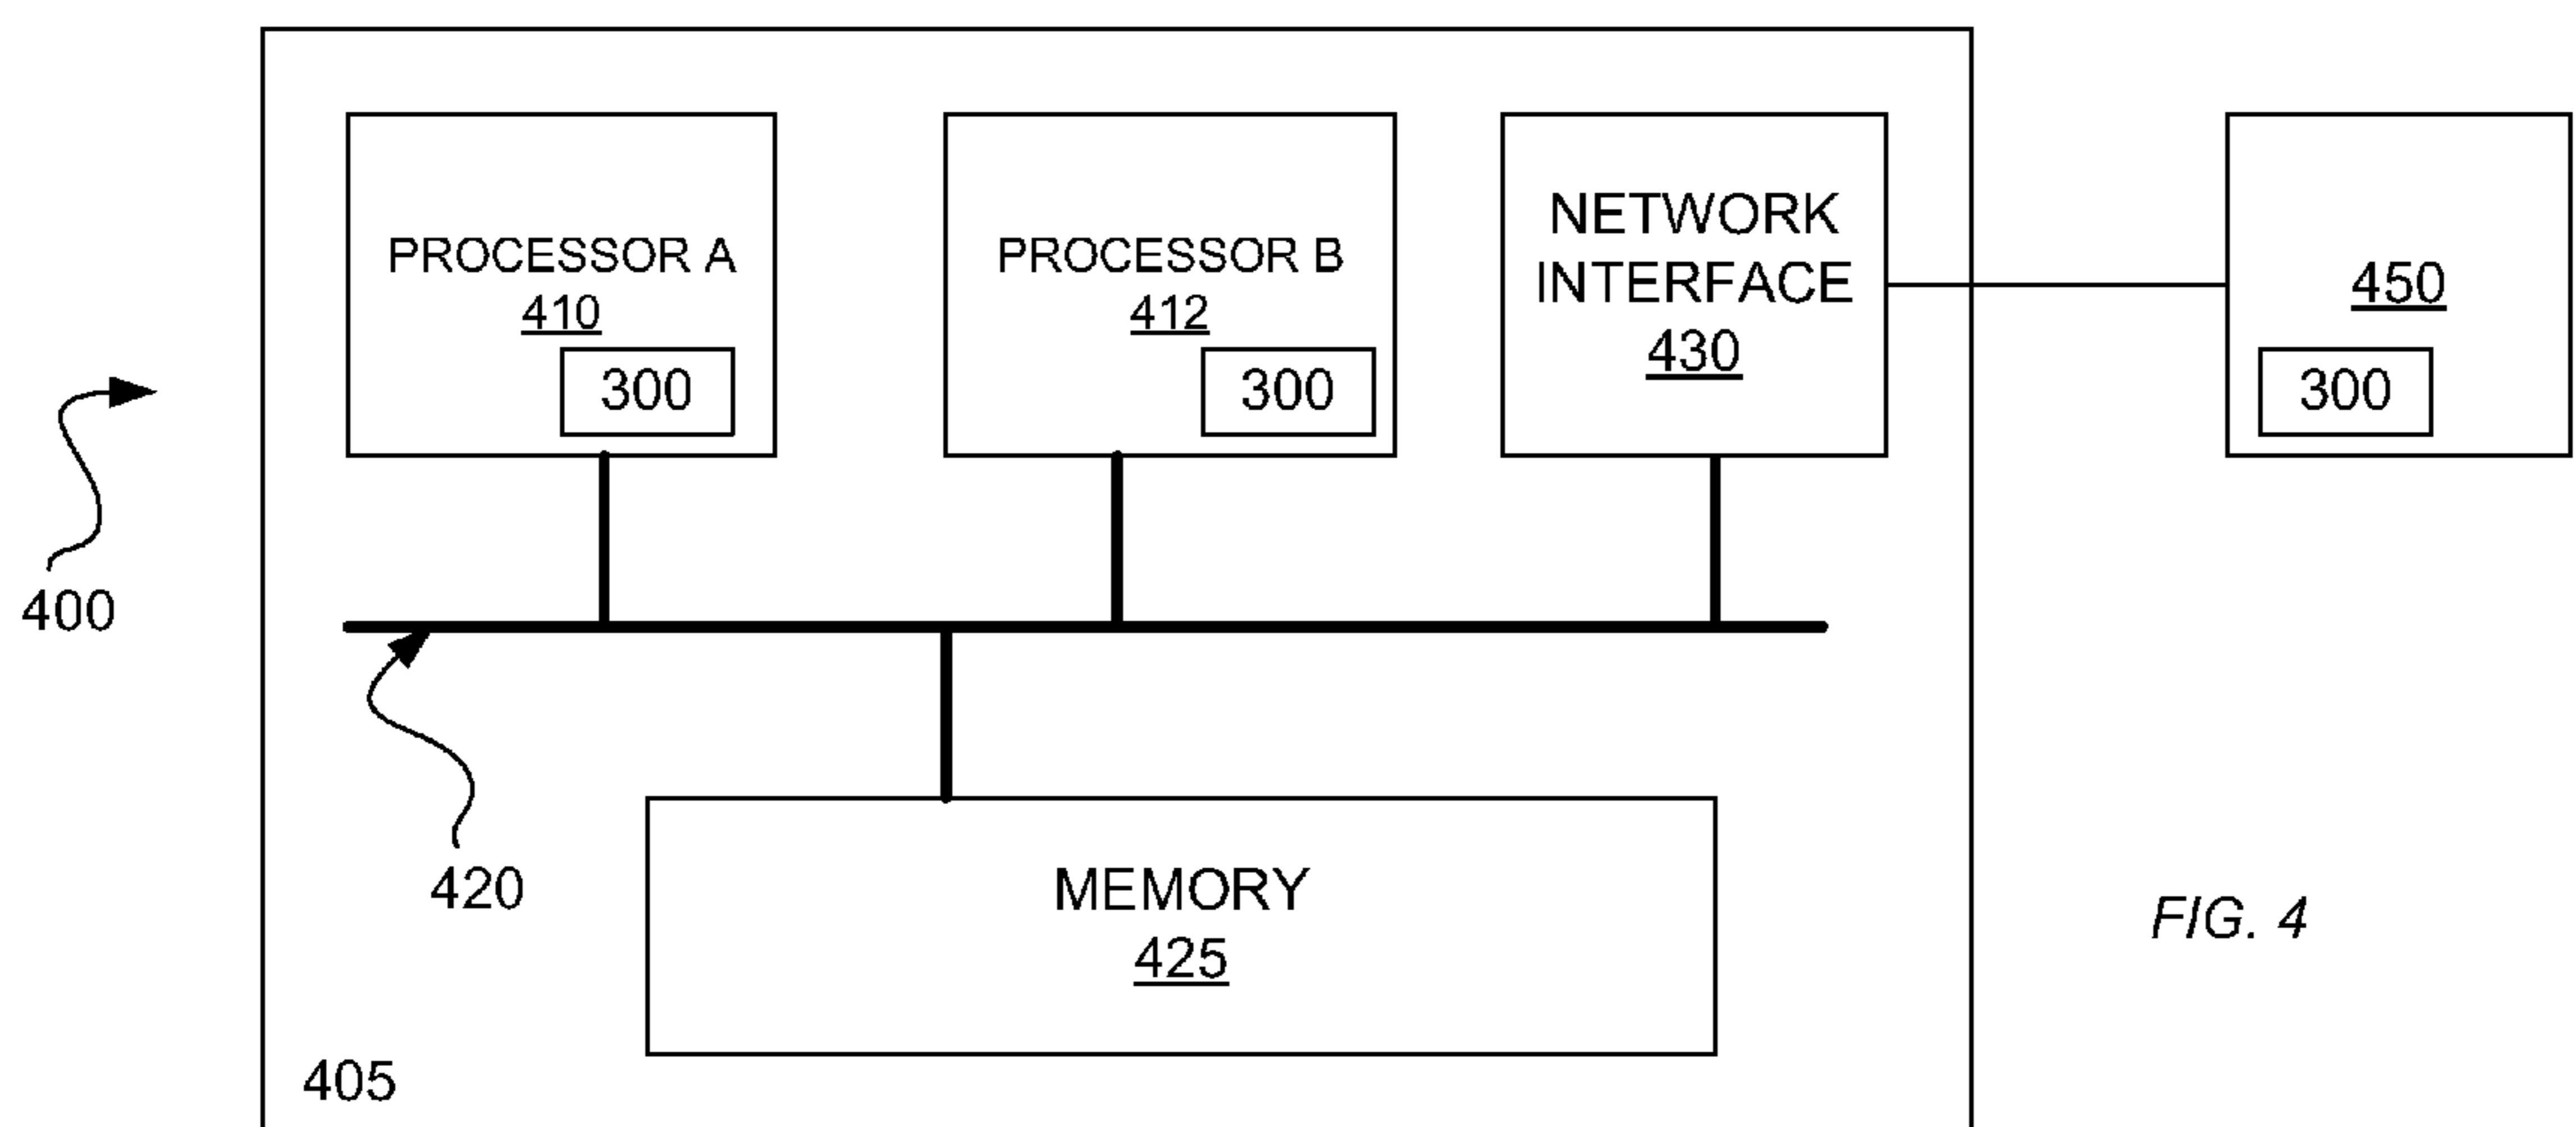 PROCESSOR A
410
300
PROCESSOR B
412
300
NETWORK
INTERFACE
430
450
300
400
420
MEMORY
425
405
FIG. 4